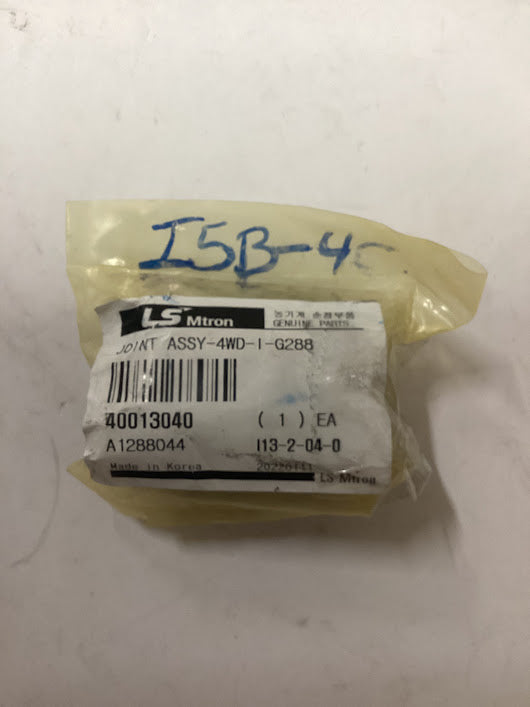 I5B-4
LS Mtron 농기계 순정부품
GENUINE PARTS
JOINT ASSY-4WD-I-G288
40013040 ( 1 ) EA
A1288044 I13-2-04-0
Made in Korea
LS Mtron